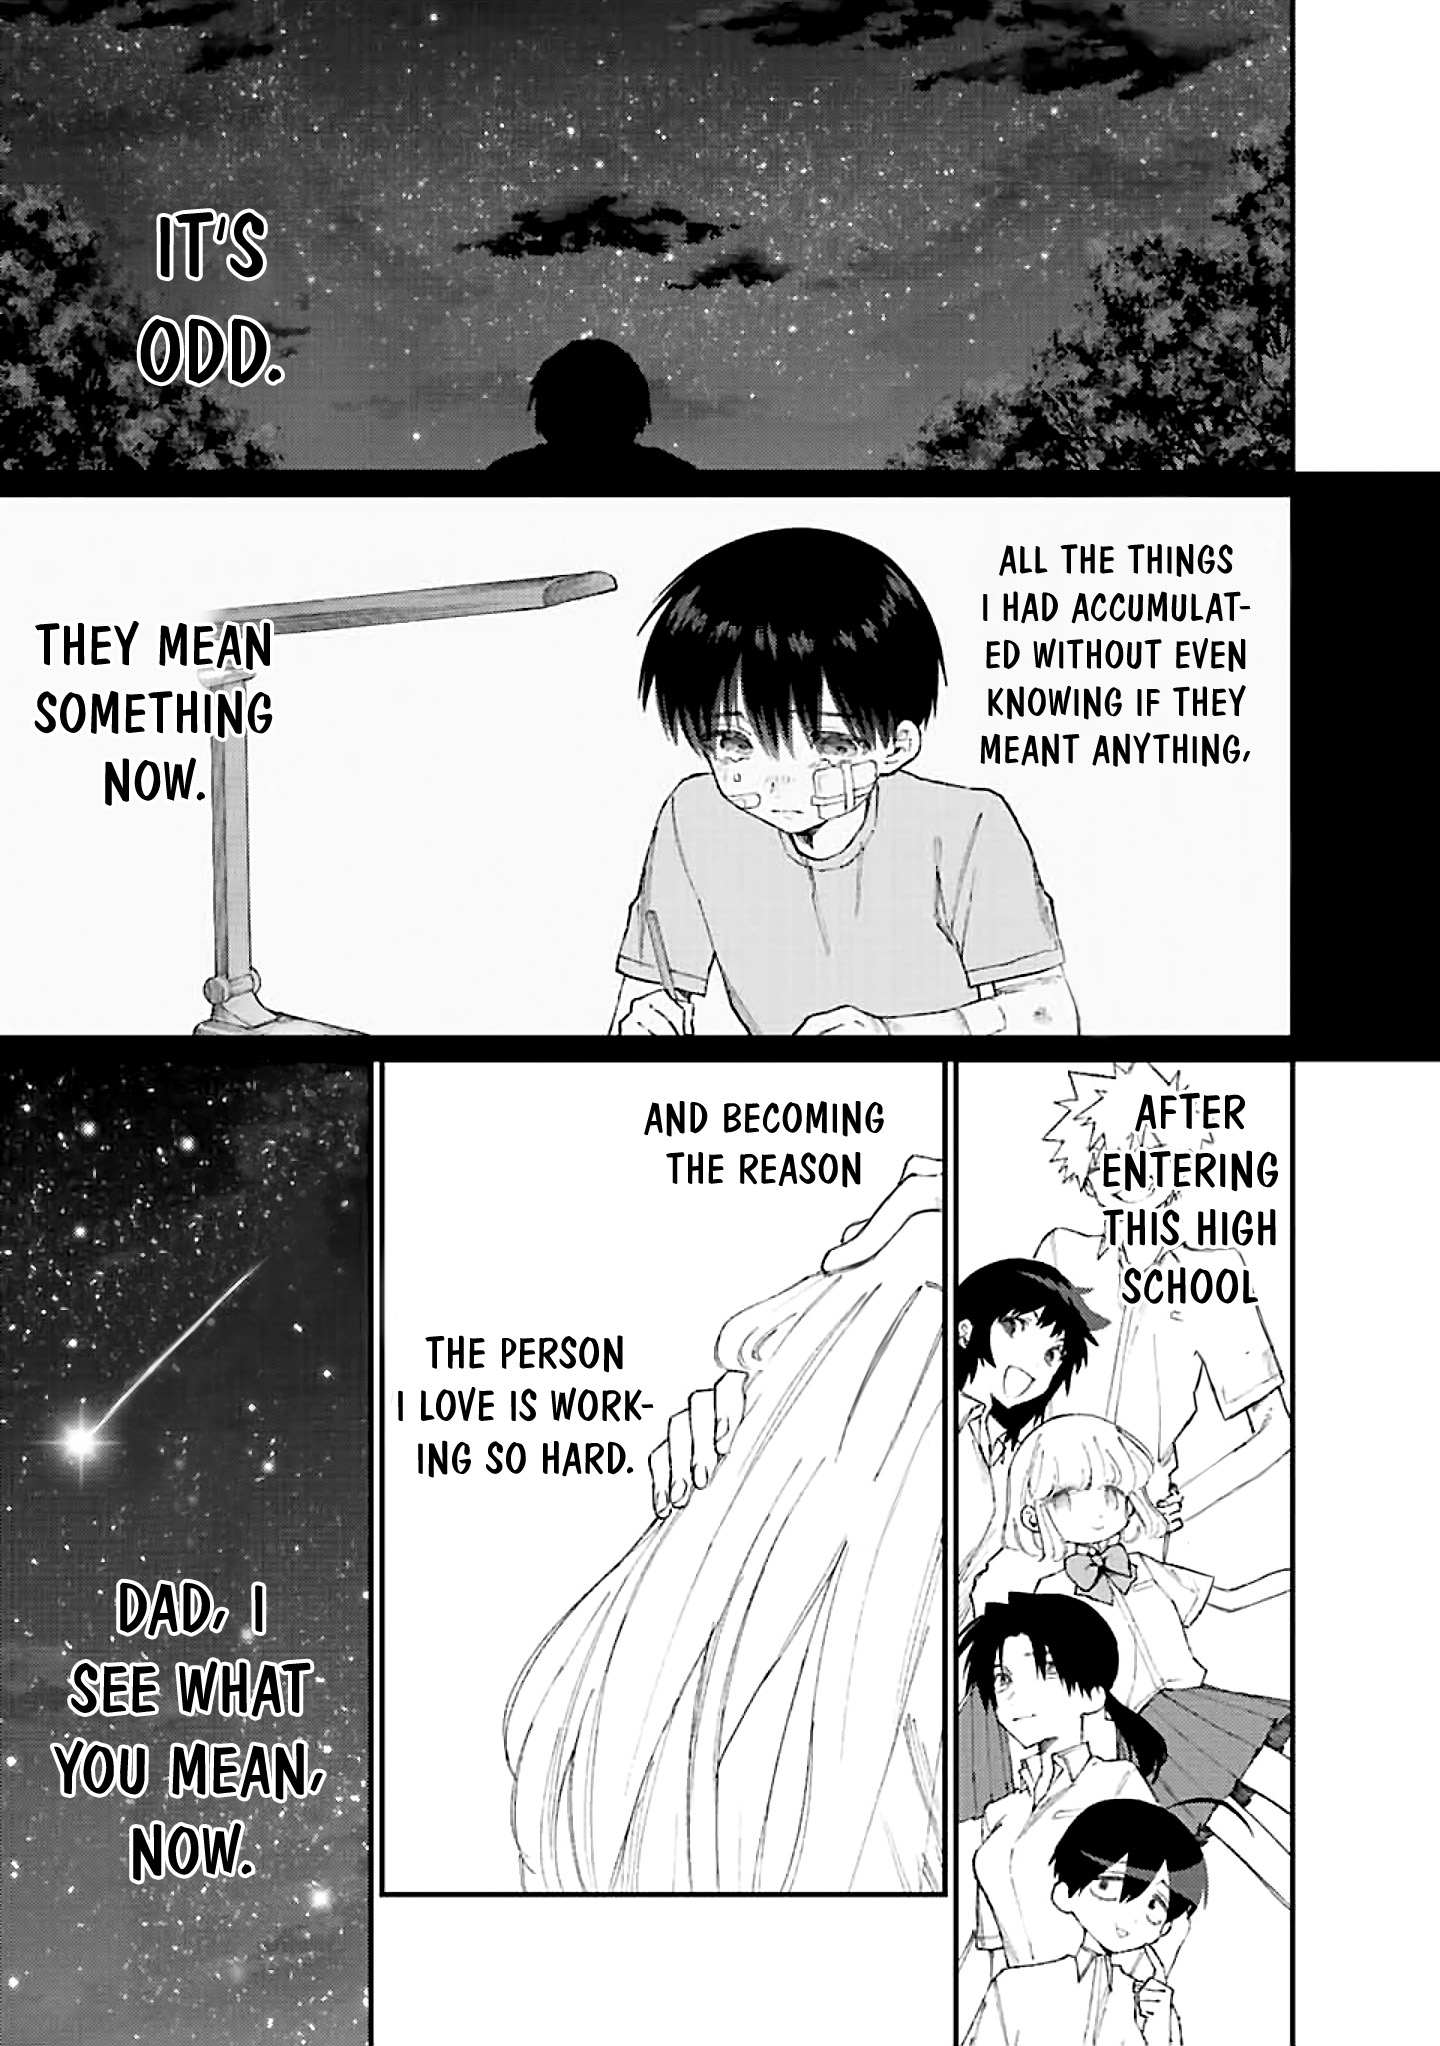 IT'S
ODD.
ALL THE THINGS
I HAD ACCUMULAT-
ED WITHOUT EVEN
KNOWING IF THEY
MEANT ANYTHING,
THEY MEAN
SOMETHING
NOW.
AFTER
ENTERING
THIS HIGH
SCHOOL
AND BECOMING
THE REASON
THE PERSON
I LOVE IS WORK-
ING SO HARD.
DAD, I
SEE WHAT
YOU MEAN,
NOW.